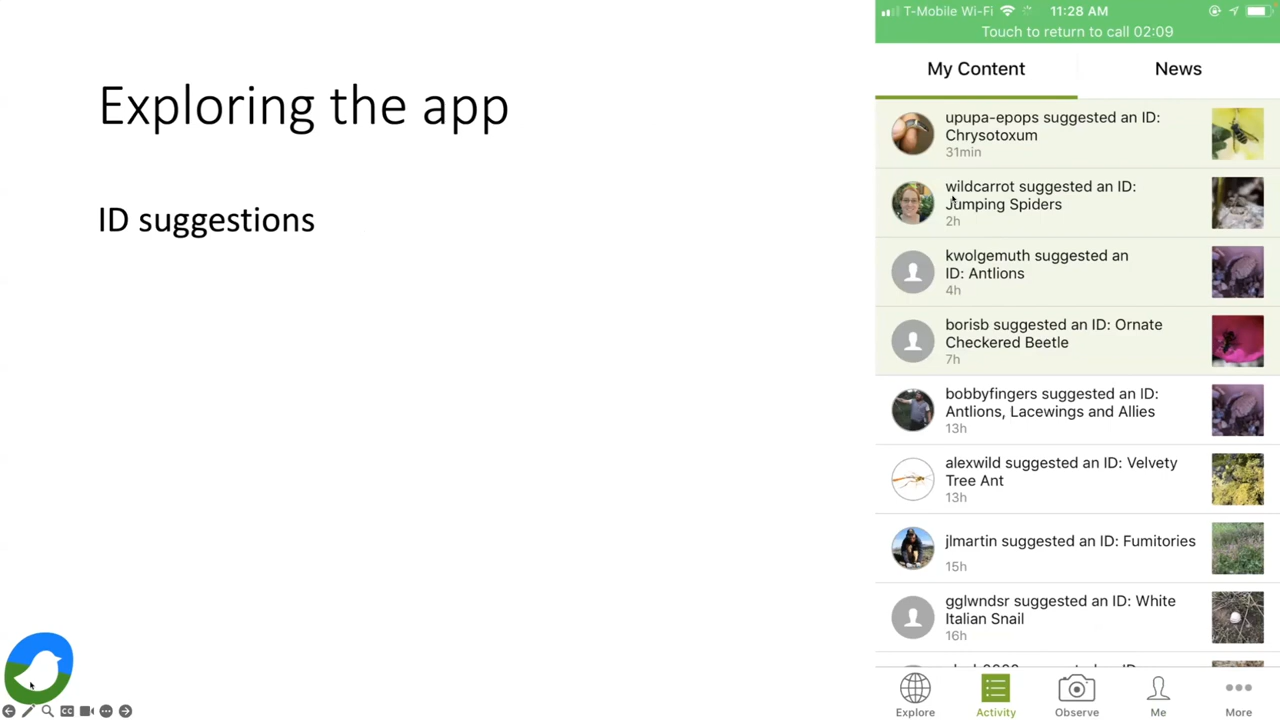 Exploring the app
ID suggestions
T-Mobile Wi-Fi 11:28 AM
Touch to return to call 02:09
My Content News
upupa-epops suggested an ID:
Chrysotoxum
31min
wildcarrot suggested an ID:
Jumping Spiders
2h
kwolgemuth suggested an
ID: Antlions
4h
borisb suggested an ID: Ornate
Checkered Beetle
7h
bobbyfingers suggested an ID:
Antlions, Lacewings and Allies
13h
alexwild suggested an ID: Velvety
Tree Ant
13h
jlmartin suggested an ID: Fumitories
15h
gglwndsr suggested an ID: White
Italian Snail
16h
Explore Activity Observe Me More
CC